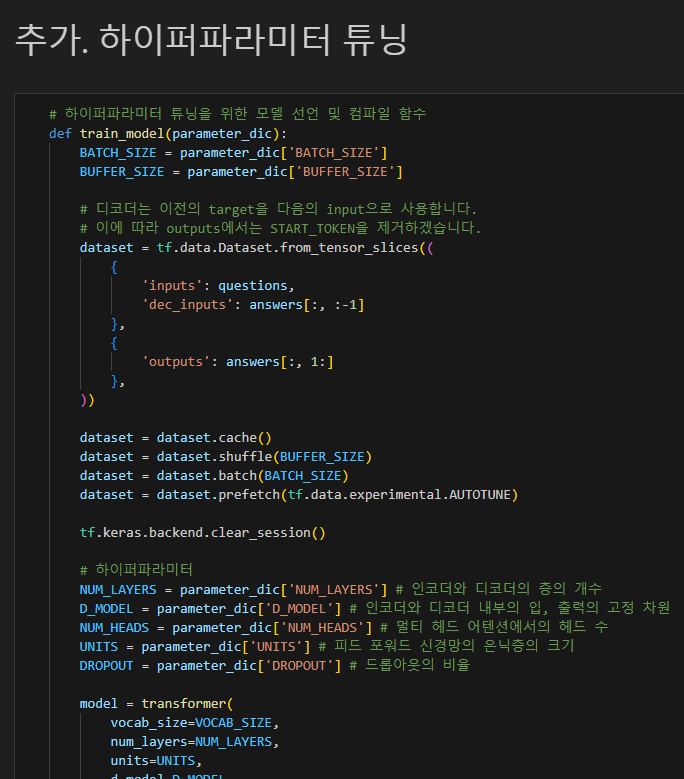 추가. 하이퍼파라미터 튜닝
# 하이퍼파라미터 튜닝을 위한 모델 선언 및 컴파일 함수
def train_model(parameter_dic):
    BATCH_SIZE = parameter_dic['BATCH_SIZE']
    BUFFER_SIZE = parameter_dic['BUFFER_SIZE']
    # 디코더는 이전의 target을 다음의 input으로 사용합니다.
    # 이에 따라 outputs에서는 START_TOKEN을 제거하겠습니다.
    dataset = tf.data.Dataset.from_tensor_slices((
        {
            'inputs': questions,
            'dec_inputs': answers[:, :-1]
        },
        {
            'outputs': answers[:, 1:]
        },
    ))
    dataset = dataset.cache()
    dataset = dataset.shuffle(BUFFER_SIZE)
    dataset = dataset.batch(BATCH_SIZE)
    dataset = dataset.prefetch(tf.data.experimental.AUTOTUNE)
    tf.keras.backend.clear_session()
    # 하이퍼파라미터
    NUM_LAYERS = parameter_dic['NUM_LAYERS'] # 인코더와 디코더의 층의 개수
    D_MODEL = parameter_dic['D_MODEL'] # 인코더와 디코더 내부의 입, 출력의 고정 차원
    NUM_HEADS = parameter_dic['NUM_HEADS'] # 멀티 헤드 어텐션에서의 헤드 수
    UNITS = parameter_dic['UNITS'] # 피드 포워드 신경망의 은닉층의 크기
    DROPOUT = parameter_dic['DROPOUT'] # 드롭아웃의 비율
    model = transformer(
        vocab_size=VOCAB_SIZE,
        num_layers=NUM_LAYERS,
        units=UNITS,
        d_model=D_MODEL,